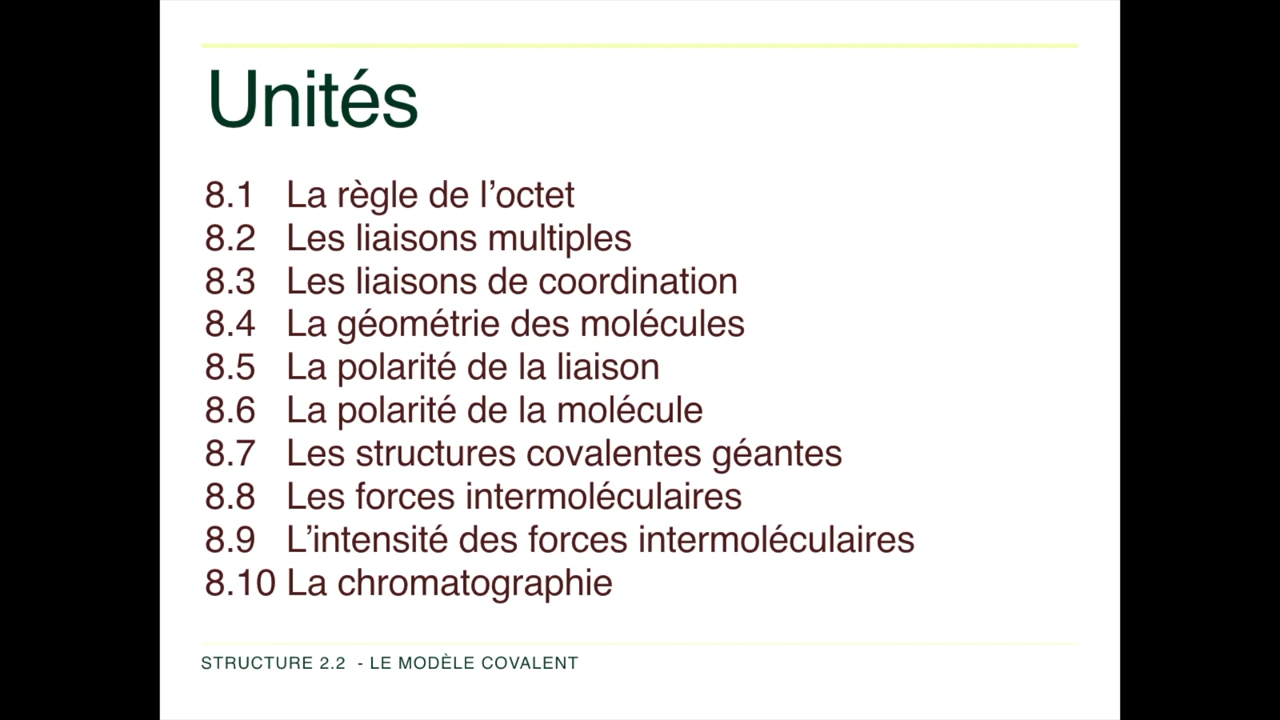 Unités
8.1 La règle de l’octet
8.2 Les liaisons multiples
8.3 Les liaisons de coordination
8.4 La géométrie des molécules
8.5 La polarité de la liaison
8.6 La polarité de la molécule
8.7 Les structures covalentes géantes
8.8 Les forces intermoléculaires
8.9 L’intensité des forces intermoléculaires
8.10 La chromatographie
STRUCTURE 2.2 - LE MODÈLE COVALENT